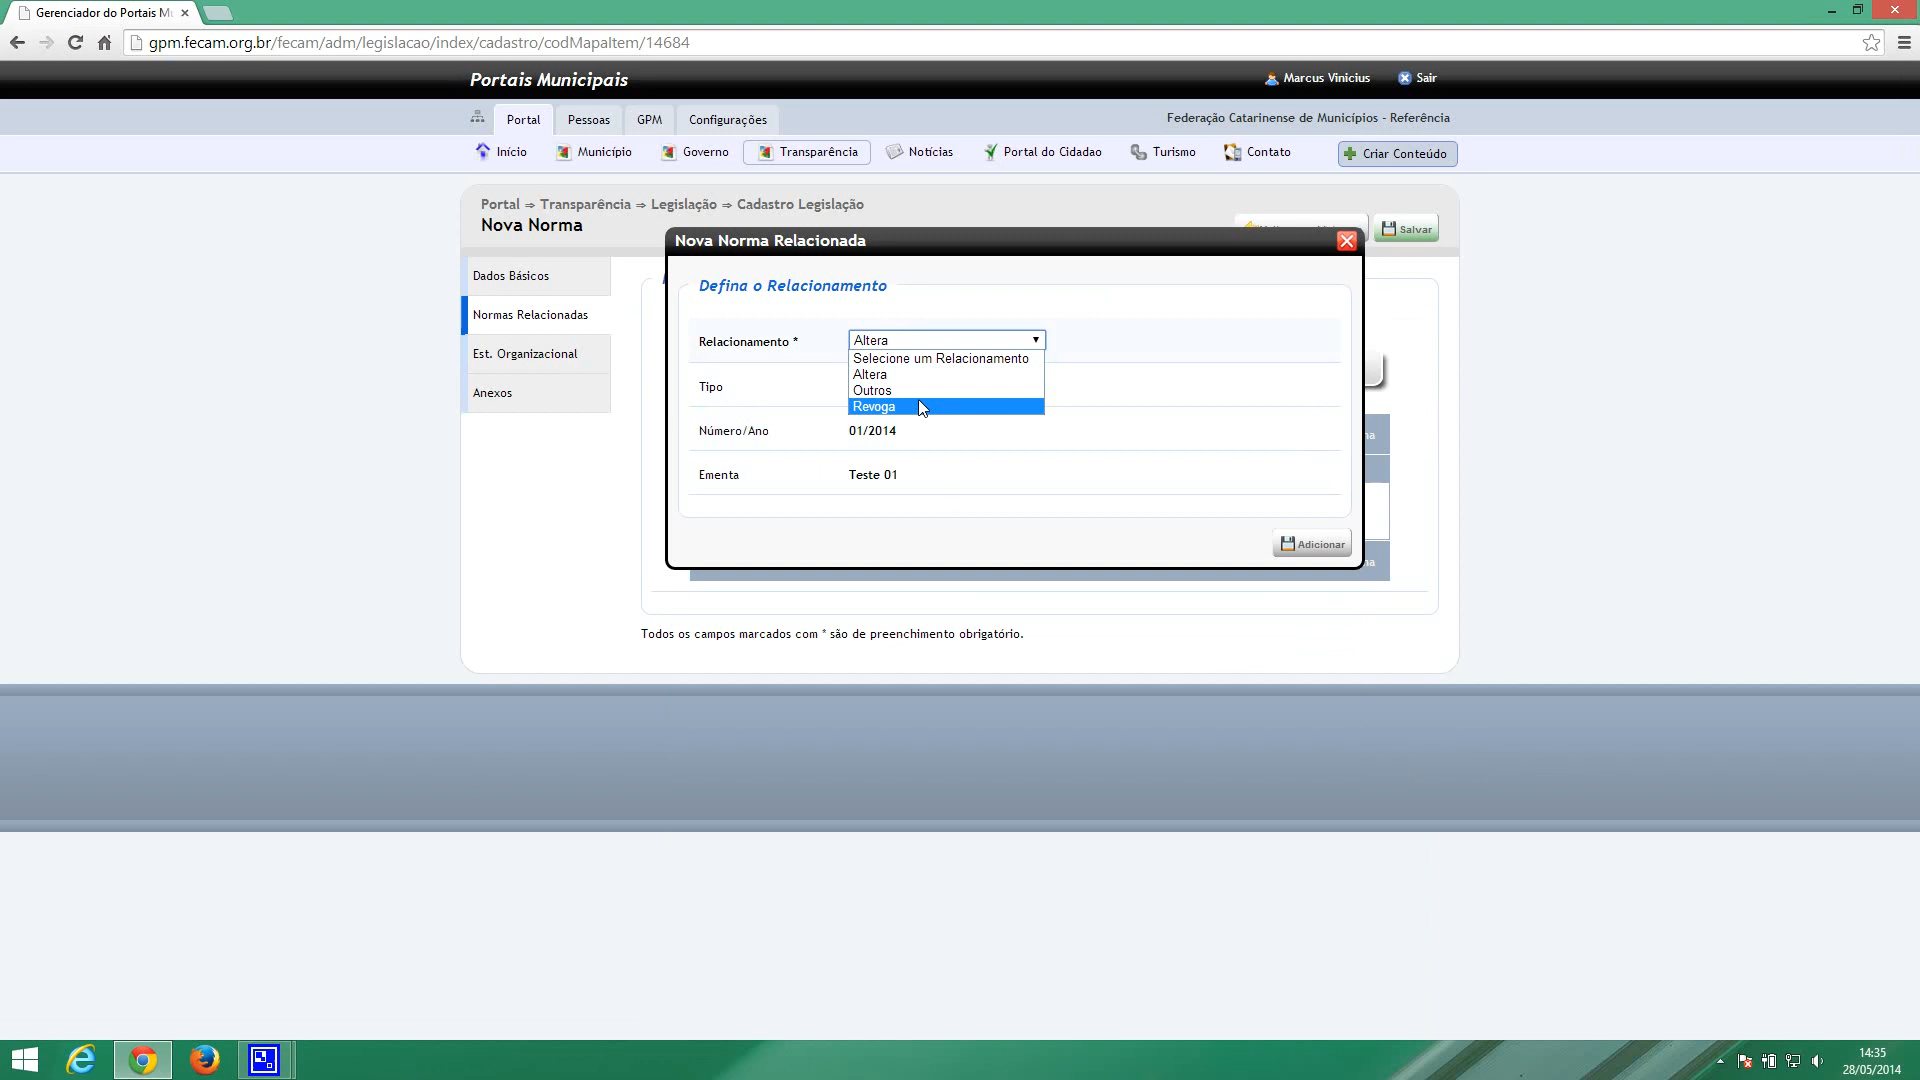 Gerenciador do Portais M
gpm.fecam.org.br/fecam/adm/legislacao/index/cadastro/codMapaItem/14684
Portais Municipais
Marcus Vinicius
Sair
Portal
Pessoas
GPM
Configurações
Federação Catarinense de Municípios - Referência
Início
Município
Governo
Transparência
Notícias
Portal do Cidadao
Turismo
Contato
Criar Conteúdo
Portal ⇒ Transparência ⇒ Legislação ⇒ Cadastro Legislação
Nova Norma
Salvar
Nova Norma Relacionada
Dados Básicos
Normas Relacionadas
Est. Organizacional
Anexos
Defina o Relacionamento
Relacionamento *
Altera
Selecione um Relacionamento
Altera
Outros
Revoga
Tipo
Número/Ano
01/2014
Ementa
Teste 01
Adicionar
Todos os campos marcados com * são de preenchimento obrigatório.
14:35
28/05/2014